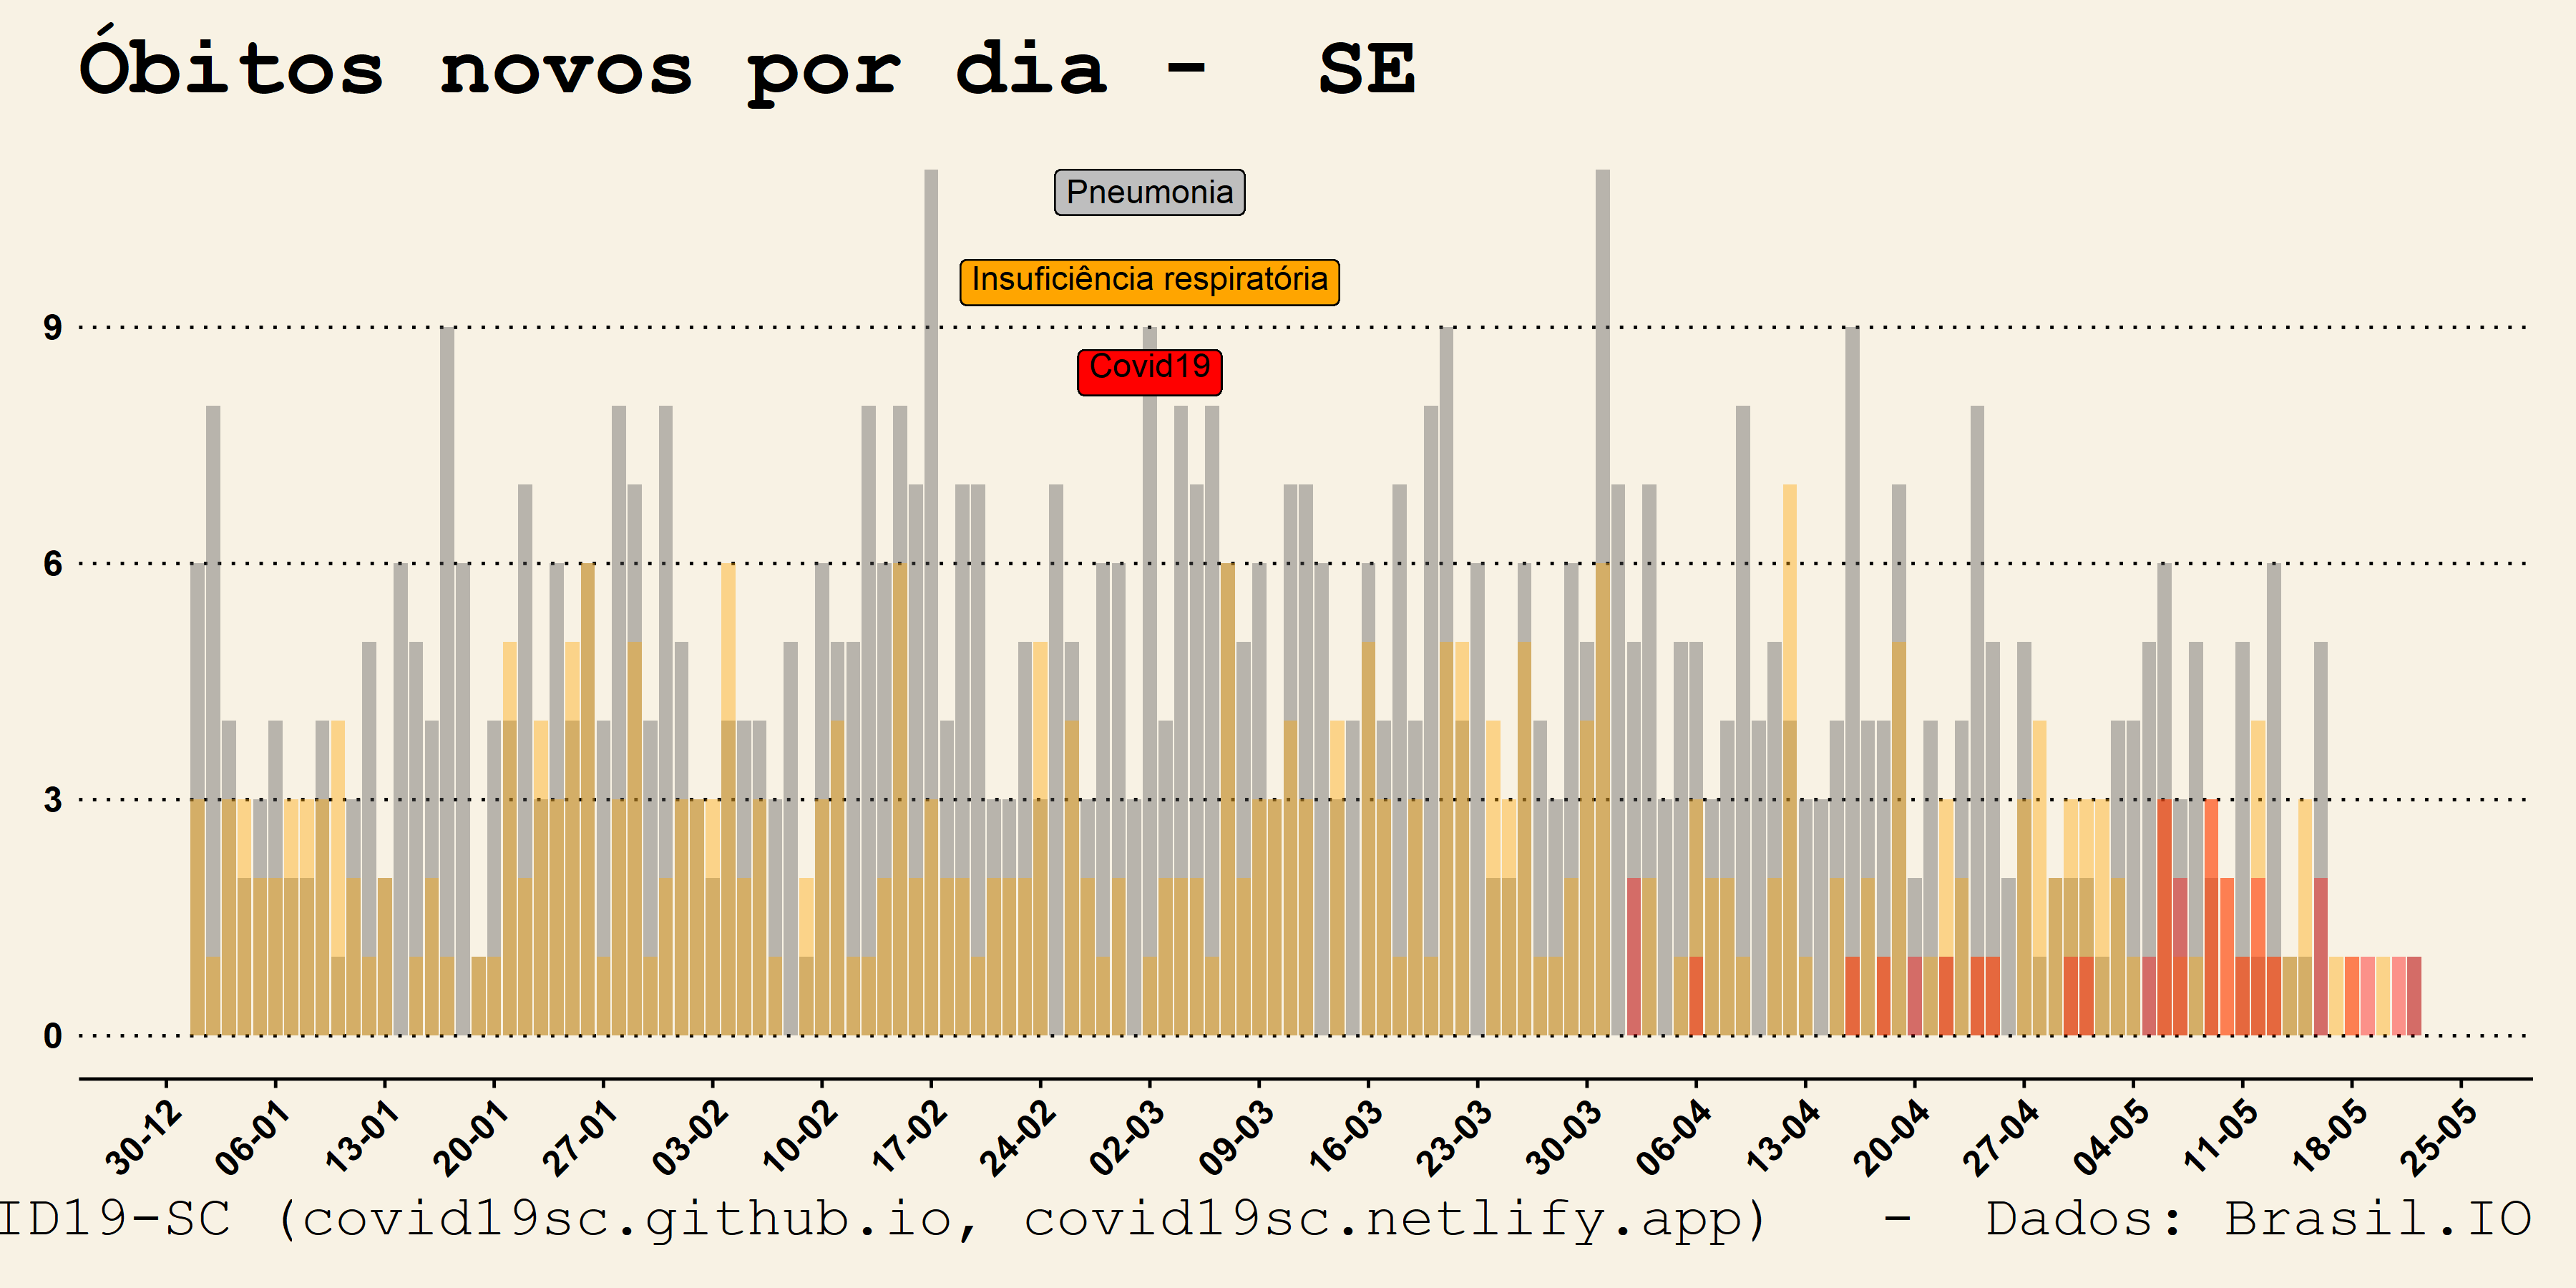 Óbitos novos por dia -  SE
Pneumonia
Insuficiência respiratória
Covid19
9
6
3
0
30-12 06-01 13-01 20-01 27-01 03-02 10-02 17-02 24-02 02-03 09-03 16-03 23-03 30-03 06-04 13-04 20-04 27-04 04-05 11-05 18-05 25-05
ID19-SC (covid19sc.github.io, covid19sc.netlify.app)  -  Dados: Brasil.IO